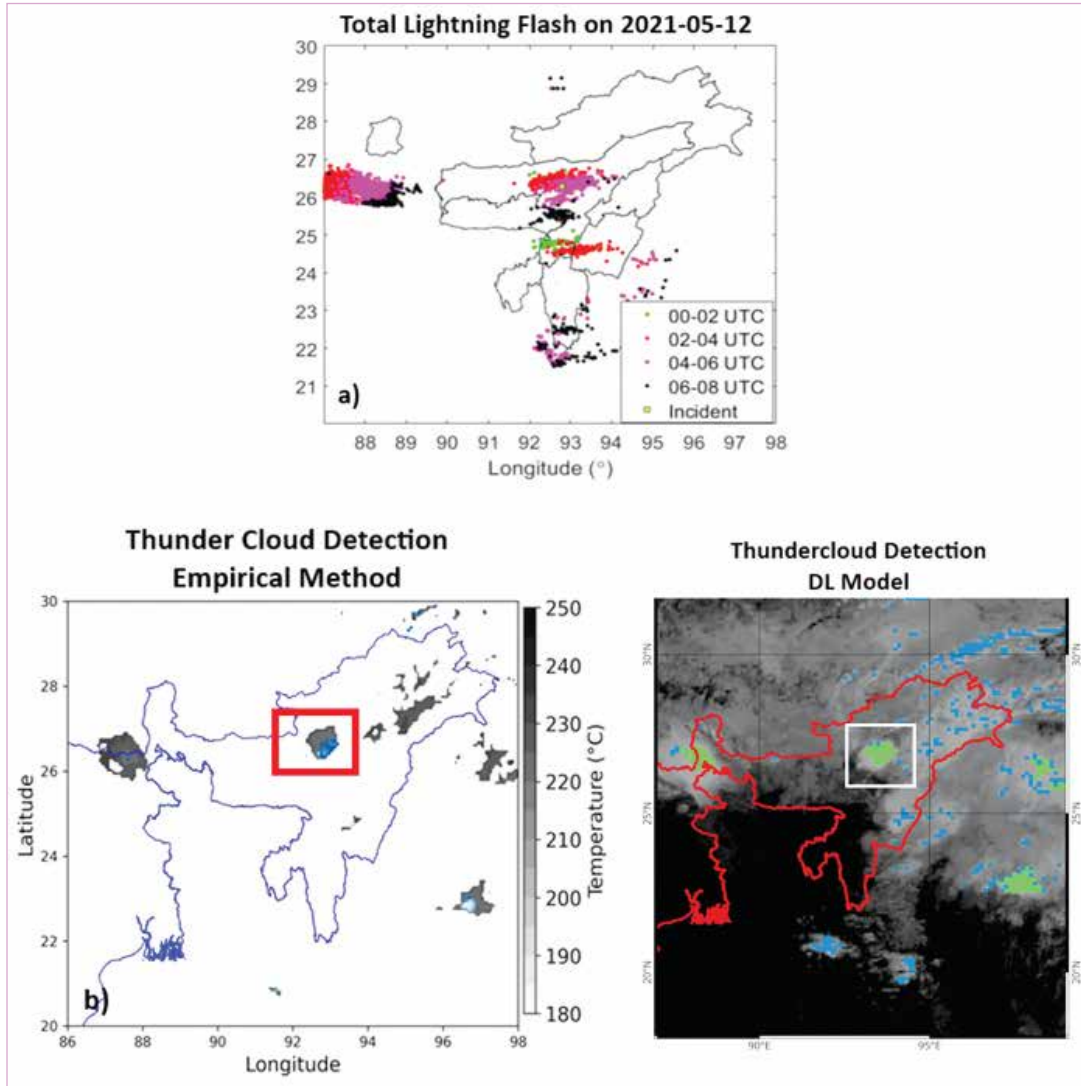 Total Lightning Flash on 2021-05-12
30
29
28
27
26
25
24
23
22
21
88 89 90 91 92 93 94 95 96 97 98
Longitude (°)
00-02 UTC
02-04 UTC
04-06 UTC
06-08 UTC
Incident
a)
Thunder Cloud Detection
Empirical Method
30
28
26
24
22
20
Latitude
86 88 90 92 94 96 98
Longitude
b)
250
240
230
220
210
200
190
180
Temperature (°C)
Thundercloud Detection
DL Model
30°N
25°N
20°N
30°N
25°N
20°N
90°E 95°E